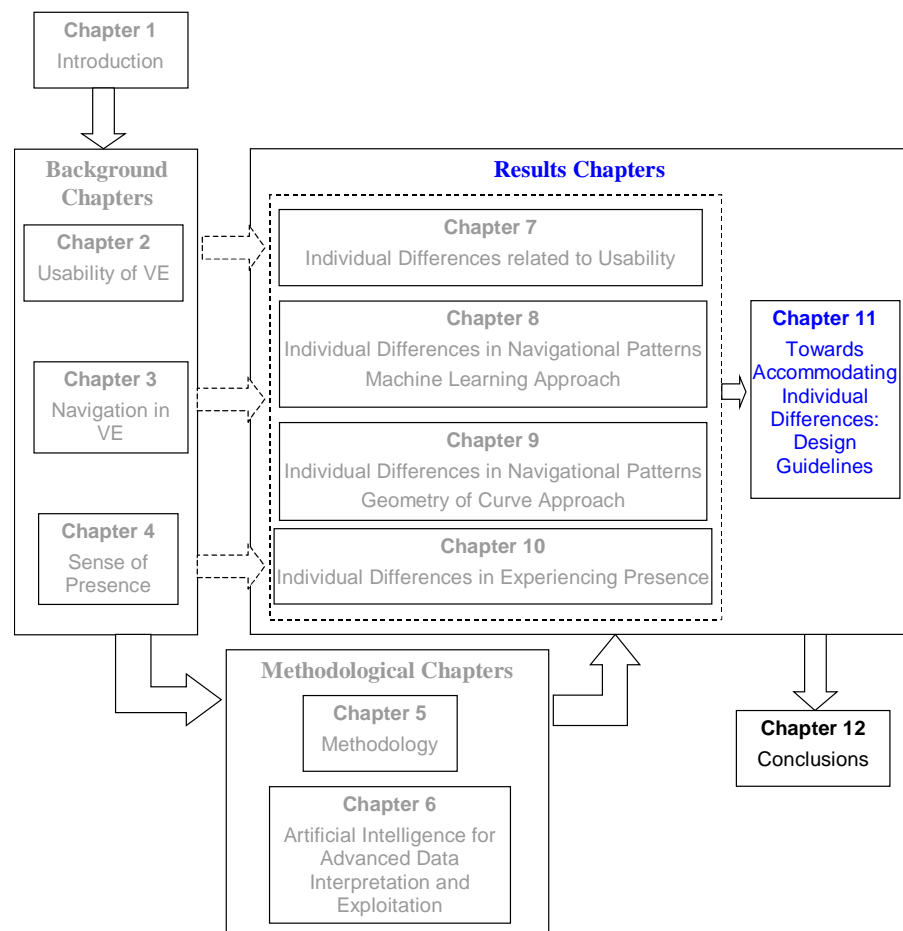 Chapter 1
Introduction
Background
Chapters
Chapter 2
Usability of VE
Chapter 3
Navigation in
VE
Chapter 4
Sense of
Presence
Results Chapters
Chapter 7
Individual Differences related to Usability
Chapter 8
Individual Differences in Navigational Patterns
Machine Learning Approach
Chapter 9
Individual Differences in Navigational Patterns
Geometry of Curve Approach
Chapter 10
Individual Differences in Experiencing Presence
Chapter 11
Towards
Accommodating
Individual
Differences:
Design
Guidelines
Methodological Chapters
Chapter 5
Methodology
Chapter 6
Artificial Intelligence for
Advanced Data
Interpretation and
Exploitation
Chapter 12
Conclusions